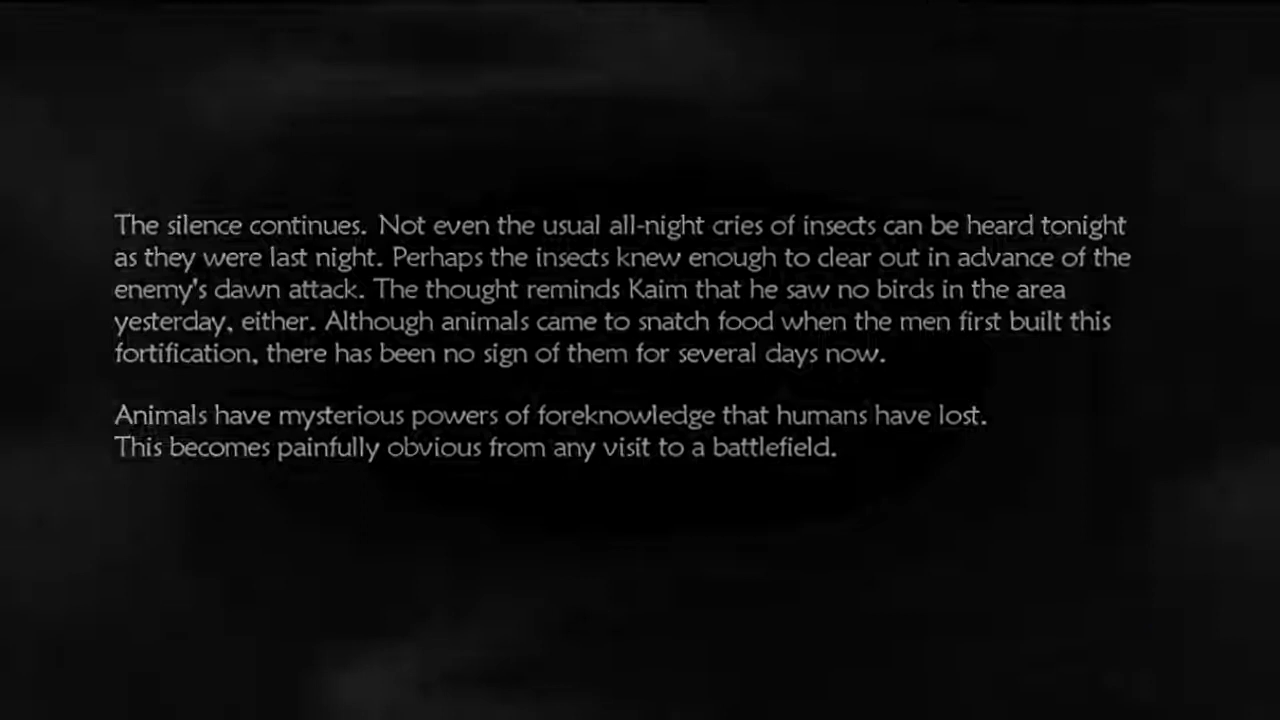 The silence continues. Not even the usual all-night cries of insects can be heard tonight
as they were last night. Perhaps the insects knew enough to clear out in advance of the
enemy's dawn attack. The thought reminds Kaim that he saw no birds in the area
yesterday, either. Although animals came to snatch food when the men first built this
fortification, there has been no sign of them for several days now.
Animals have mysterious powers of foreknowledge that humans have lost.
This becomes painfully obvious from any visit to a battlefield.